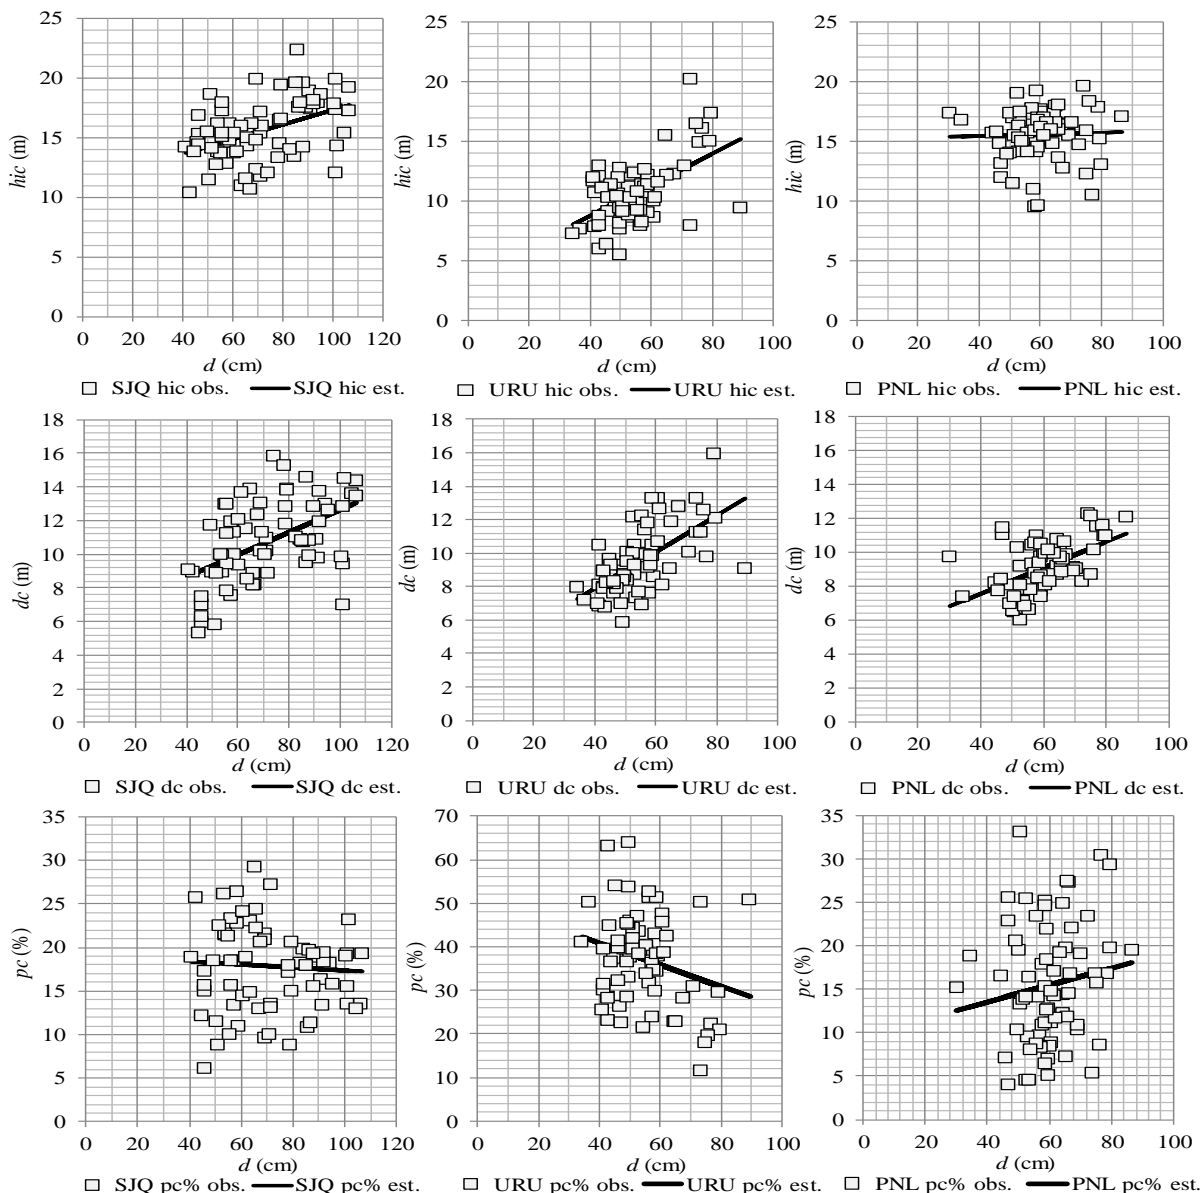 25
20
15
10
5
0
hic (m)
0 20 40 60 80 100 120
d (cm)
SJQ hic obs. SJQ hic est.
25
20
15
10
5
0
hic (m)
0 20 40 60 80 100
d (cm)
URU hic obs. URU hic est.
25
20
15
10
5
0
hic (m)
0 20 40 60 80 100
d (cm)
PNL hic obs. PNL hic est.
18
16
14
12
10
8
6
4
2
0
dc (m)
0 20 40 60 80 100 120
d (cm)
SJQ dc obs. SJQ dc est.
18
16
14
12
10
8
6
4
2
0
dc (m)
0 20 40 60 80 100
d (cm)
URU dc obs. URU dc est.
18
16
14
12
10
8
6
4
2
0
dc (m)
0 20 40 60 80 100
d (cm)
PNL dc obs. PNL dc est.
35
30
25
20
15
10
5
0
pc (%)
0 20 40 60 80 100 120
d (cm)
SJQ pc% obs. SJQ pc% est.
70
60
50
40
30
20
10
0
pc (%)
0 20 40 60 80 100
d (cm)
URU pc% obs. URU pc% est.
35
30
25
20
15
10
5
0
pc (%)
0 20 40 60 80 100
d (cm)
PNL pc% obs. PNL pc% est.